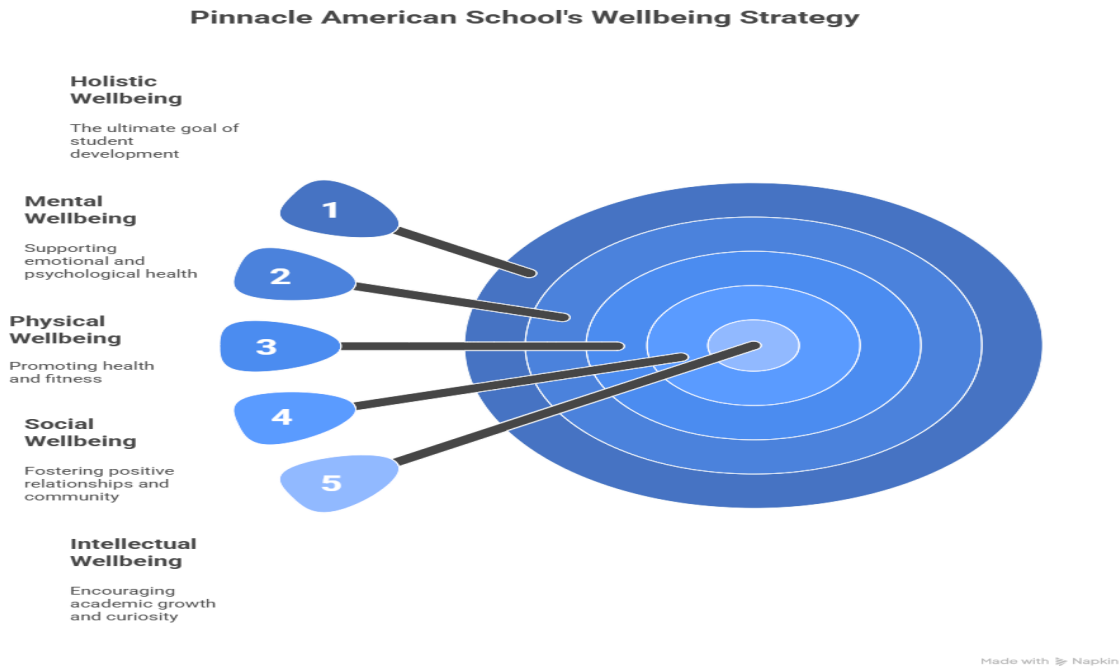 Pinnacle American School's Wellbeing Strategy
Holistic
Wellbeing
The ultimate goal of
student
development
1
Mental
Wellbeing
Supporting
emotional and
psychological health
2
Physical
Wellbeing
Promoting health
and fitness
3
Social
Wellbeing
Fostering positive
relationships and
community
4
Intellectual
Wellbeing
Encouraging
academic growth
and curiosity
5
Made with Napkin